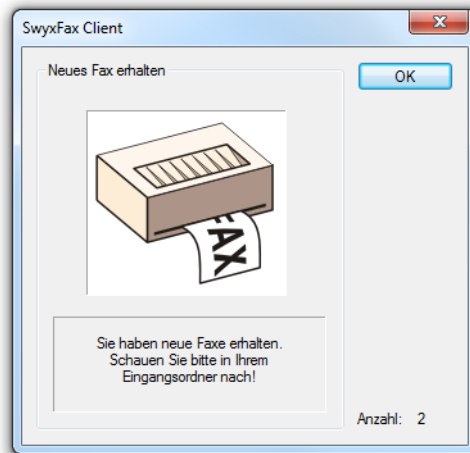 SwyxFax Client
Neues Fax erhalten
OK
FAX
Sie haben neue Faxe erhalten.
Schauen Sie bitte in Ihrem
Eingangsordner nach!
Anzahl: 2